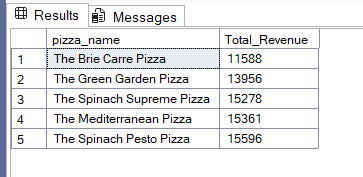 Results Messages
pizza_name Total_Revenue
1 The Brie Carre Pizza 11588
2 The Green Garden Pizza 13956
3 The Spinach Supreme Pizza 15278
4 The Mediterranean Pizza 15361
5 The Spinach Pesto Pizza 15596